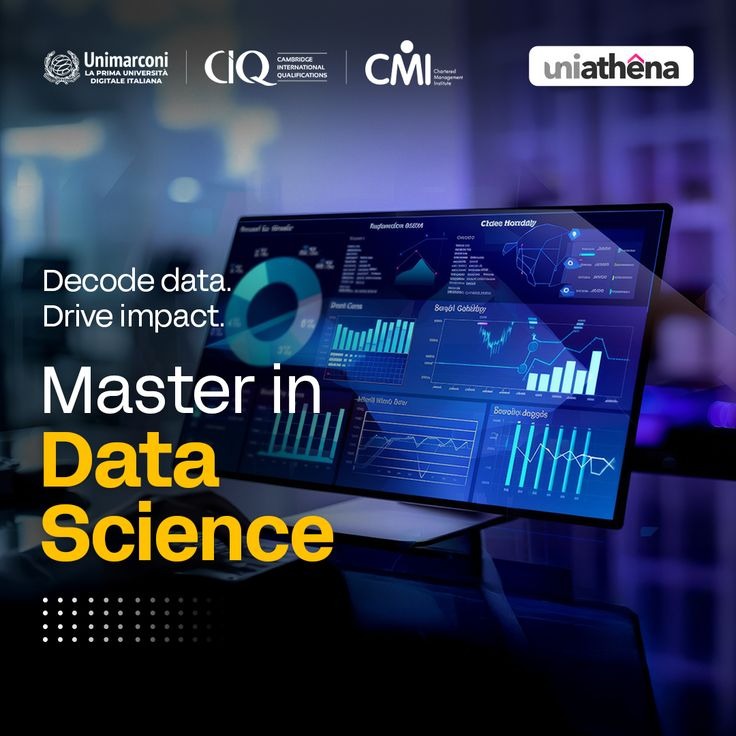 Unimarconi
LA PRIMA UNIVERSITÀ
DIGITALE ITALIANA
CIQ
CAMBRIDGE
INTERNATIONAL
QUALIFICATIONS
CMI
Chartered
Management
Institute
uniathena
Decode data.
Drive impact.
Master in
Data
Science